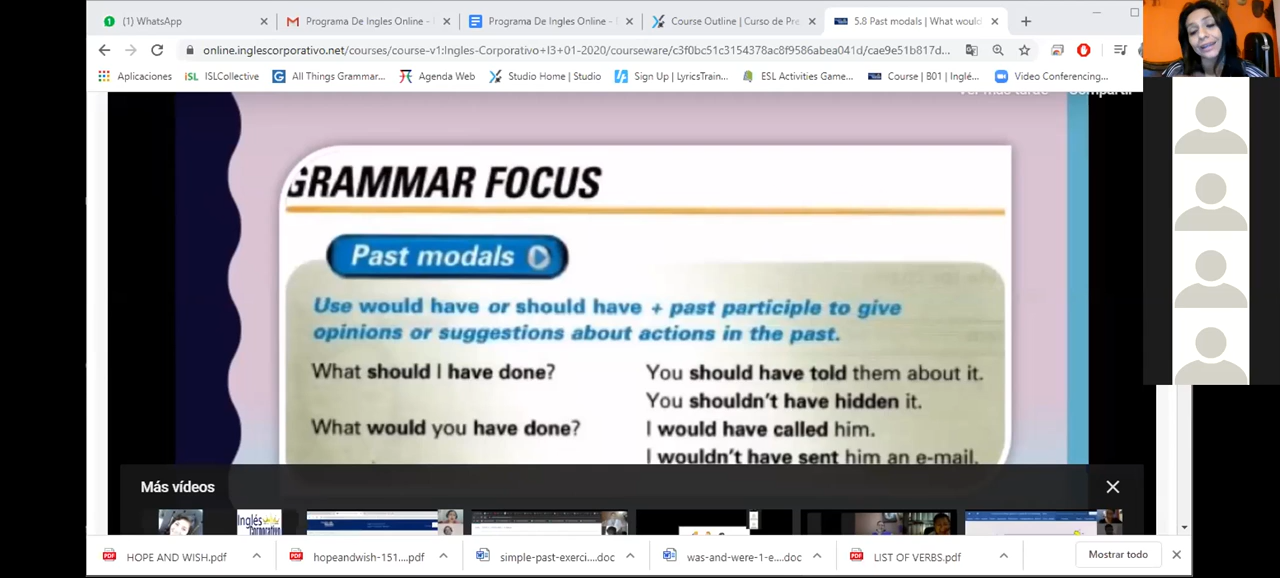 (1) WhatsApp
Programa De Ingles Online -
Programa De Ingles Online -
Course Outline | Curso de Pre
5.8 Past modals | What would
online.inglescorporativo.net/courses/course-v1:Ingles-Corporativo+I3+01-2020/courseware/c3f0bc51c3154378ac8f9586abea041d/cae9e51b817d...
Aplicaciones
iSL ISLCollective
All Things Grammar...
Agenda Web
Studio Home | Studio
Sign Up | LyricsTrain...
ESL Activities Game...
Course | B01 | Inglé...
Video Conferencing...
GRAMMAR FOCUS
Past modals
Use would have or should have + past participle to give
opinions or suggestions about actions in the past.
What should I have done?
You should have told them about it.
You shouldn't have hidden it.
What would you have done?
I would have called him.
I wouldn't have sent him an e-mail.
Más vídeos
Inglés
Corporativo
HOPE AND WISH.pdf
hopeandwish-151....pdf
simple-past-exerci....doc
was-and-were-1-e....doc
LIST OF VERBS.pdf
Mostrar todo